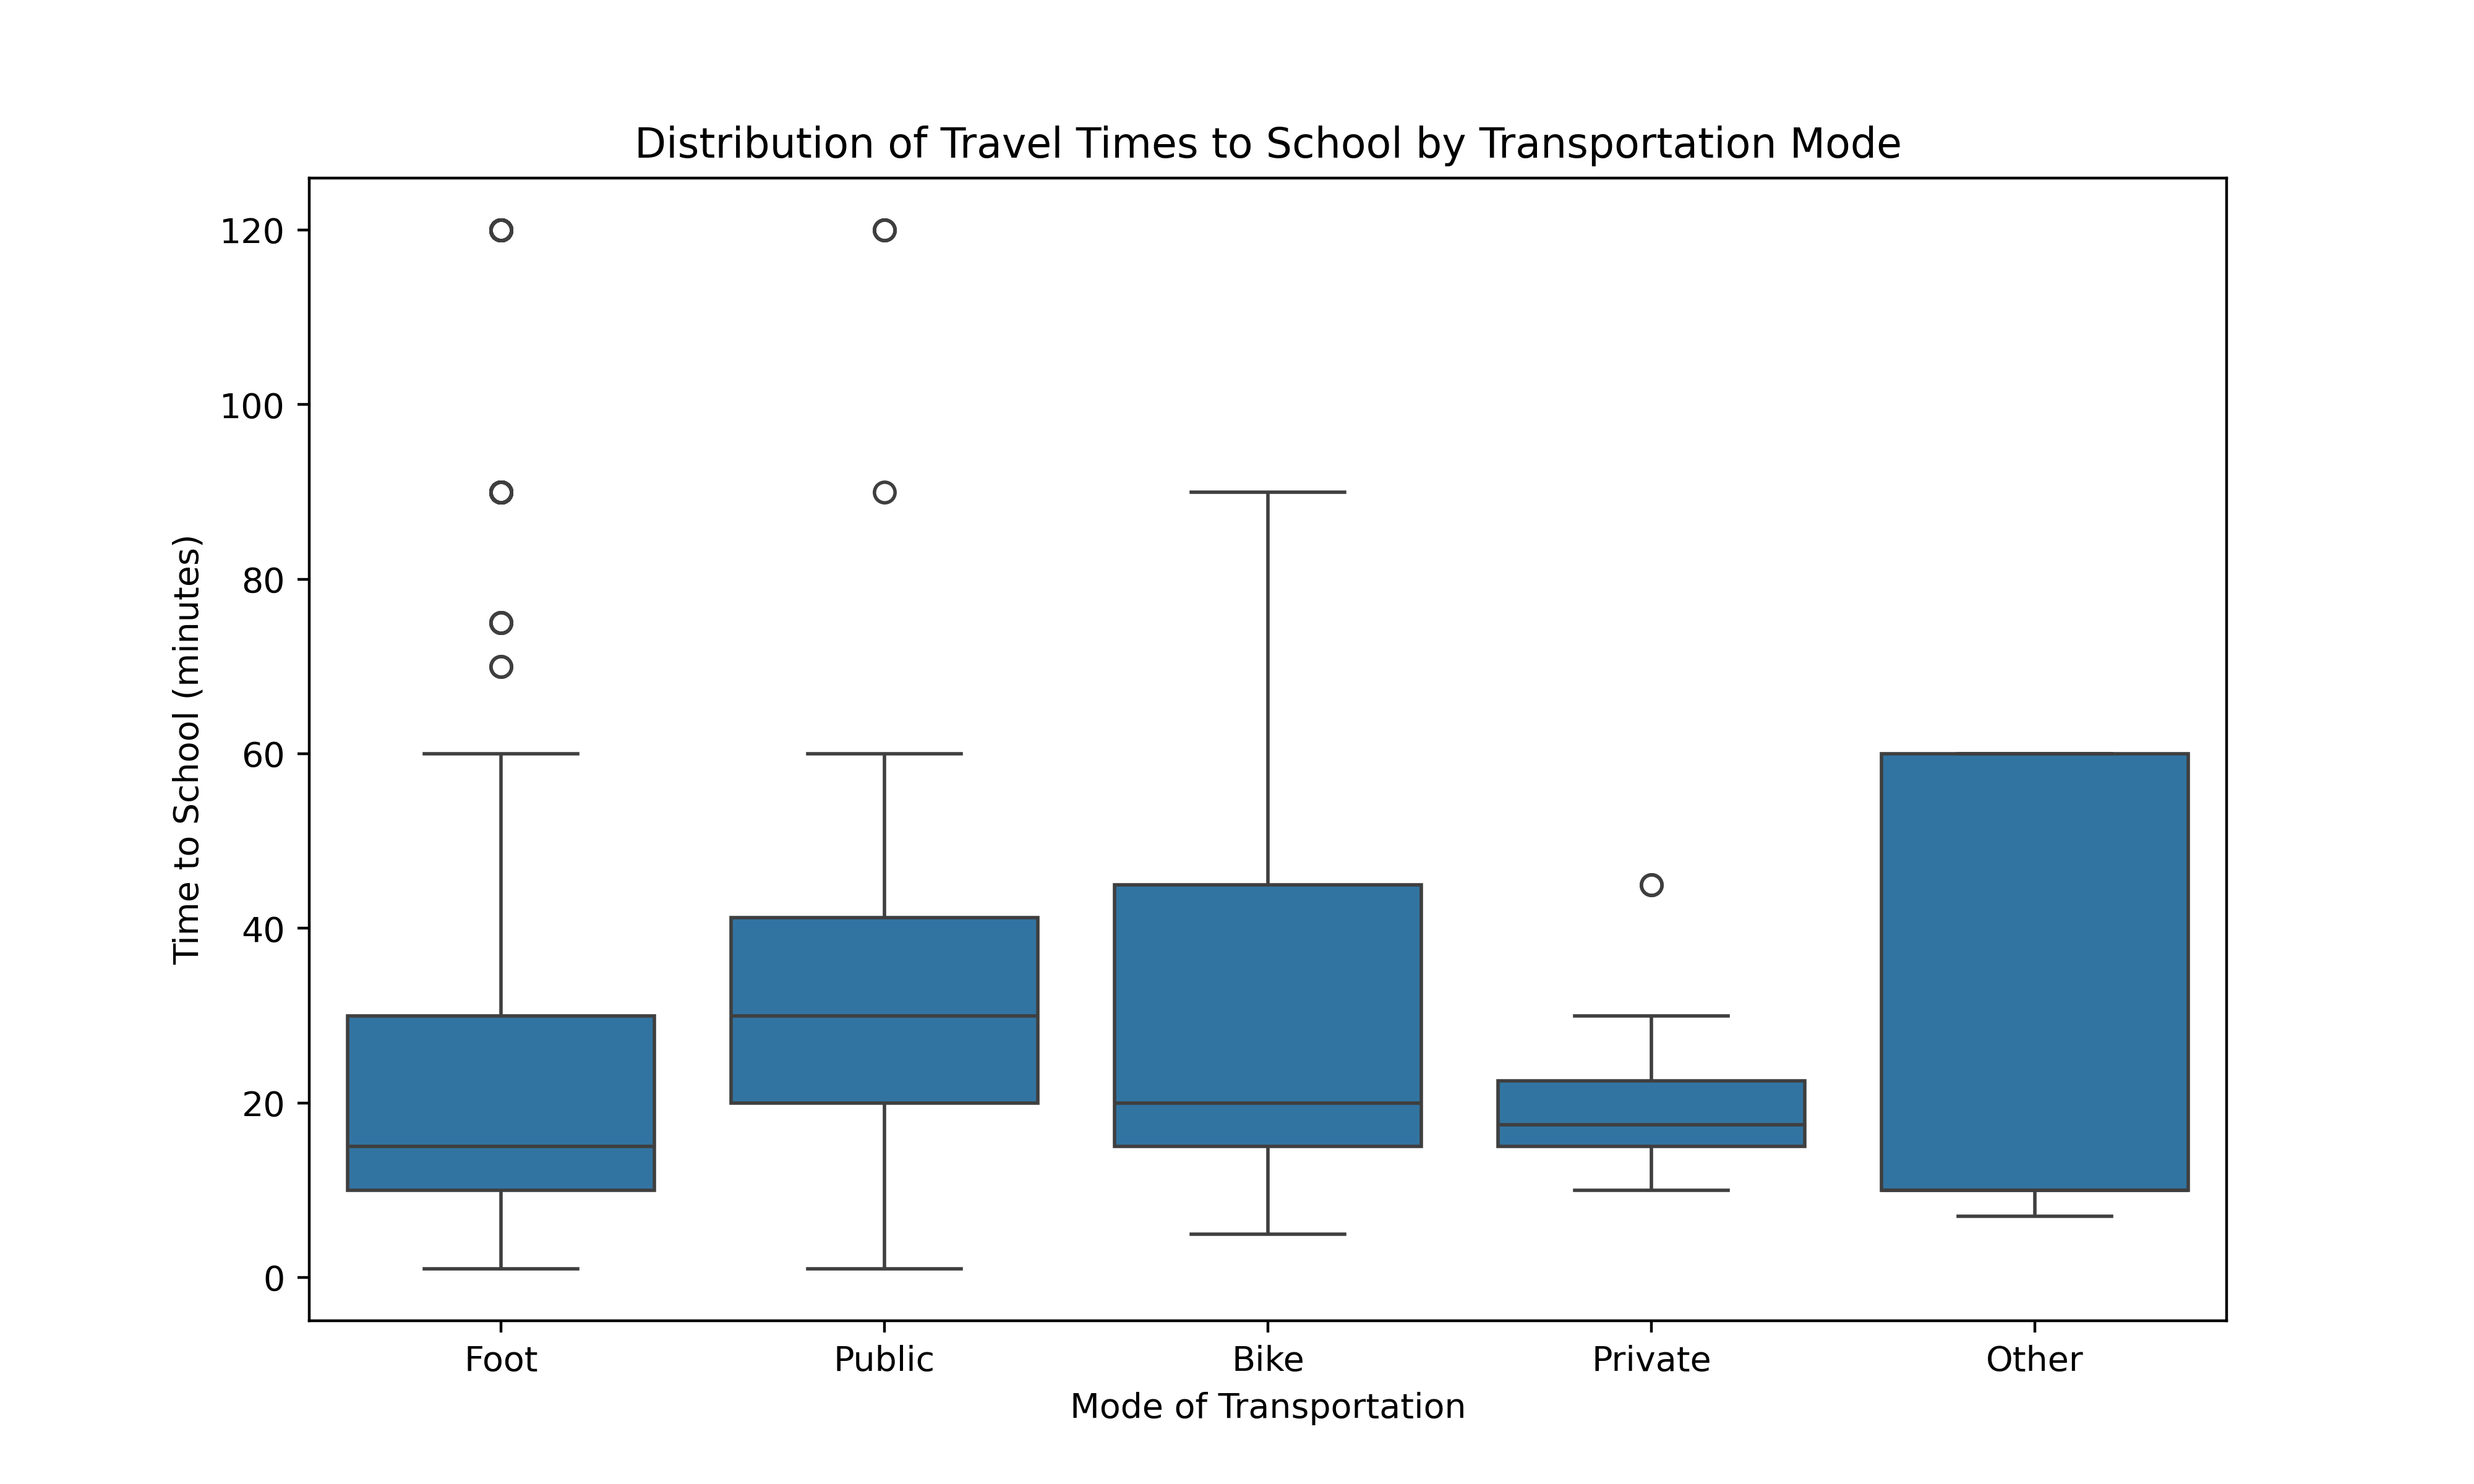 Distribution of Travel Times to School by Transportation Mode
Time to School (minutes)
120
100
80
60
40
20
0
Foot Public Bike Private Other
Mode of Transportation